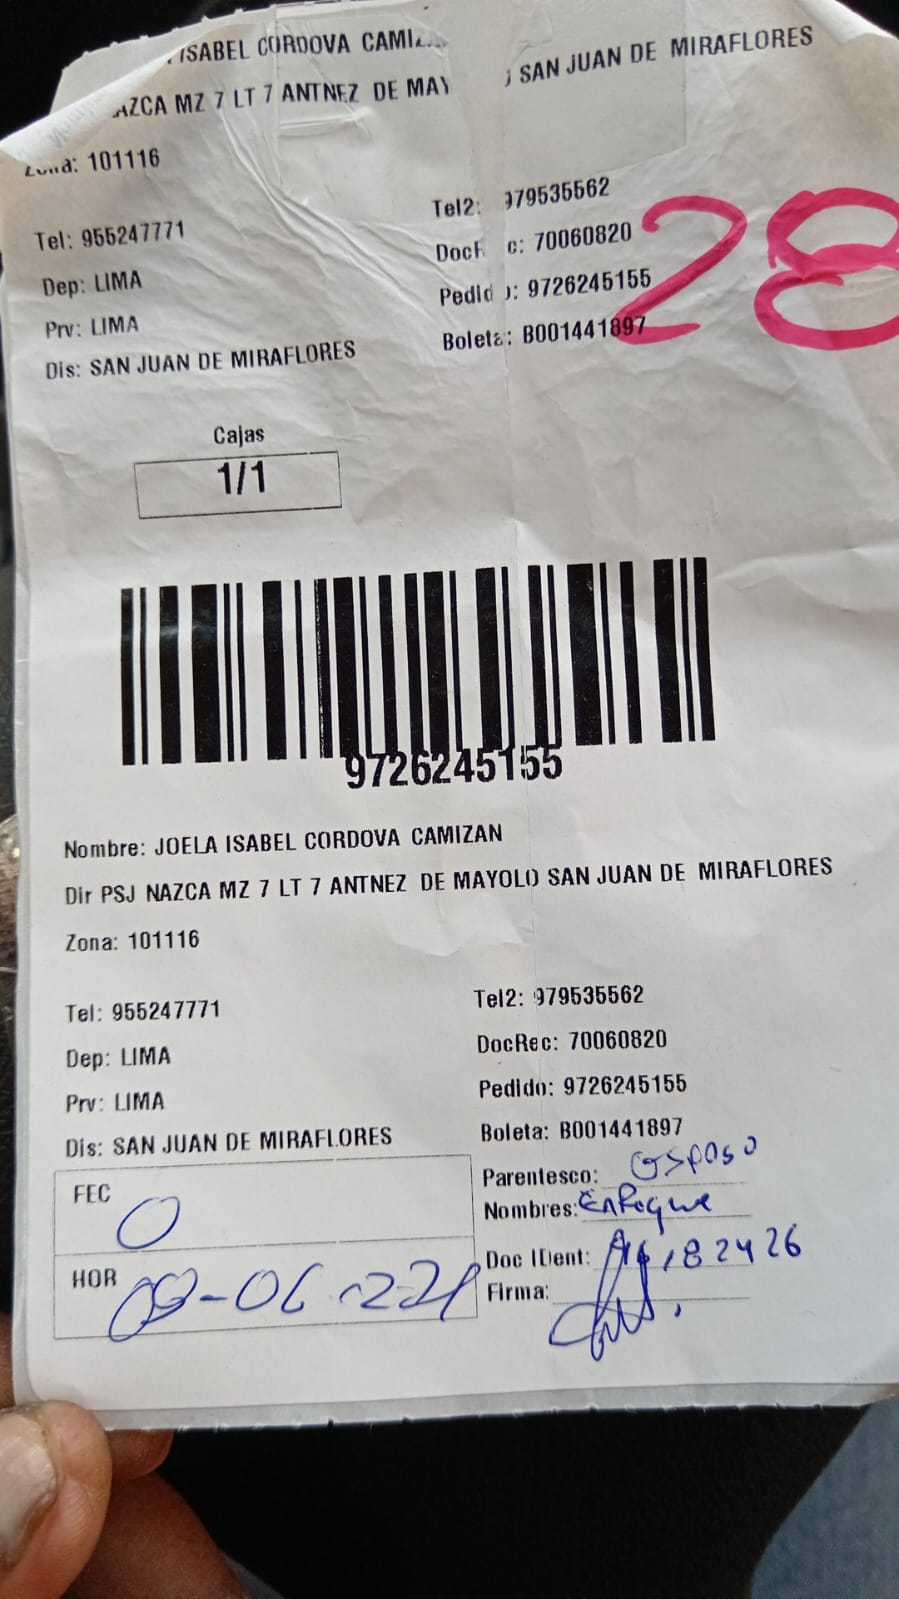 ISABEL CORDOVA CAMIZ
NAZCA MZ 7 LT 7 ANTNEZ DE MAY SAN JUAN DE MIRAFLORES
Zona: 101116
Tel: 955247771
Tel2: 979535562
Dep: LIMA
DocRec: 70060820
Prv: LIMA
Pedido: 9726245155
Dis: SAN JUAN DE MIRAFLORES
Boleta: B001441897
28
Cajas
1/1
9726245155
Nombre: JOELA ISABEL CORDOVA CAMIZAN
Dir PSJ NAZCA MZ 7 LT 7 ANTNEZ DE MAYOLO SAN JUAN DE MIRAFLORES
Zona: 101116
Tel: 955247771
Tel2: 979535562
Dep: LIMA
DocRec: 70060820
Prv: LIMA
Pedido: 9726245155
Dis: SAN JUAN DE MIRAFLORES
Boleta: B001441897
FEC
Parentesco: esposo
Nombres: Enrique
HOR
Doc IDent:
Firma: